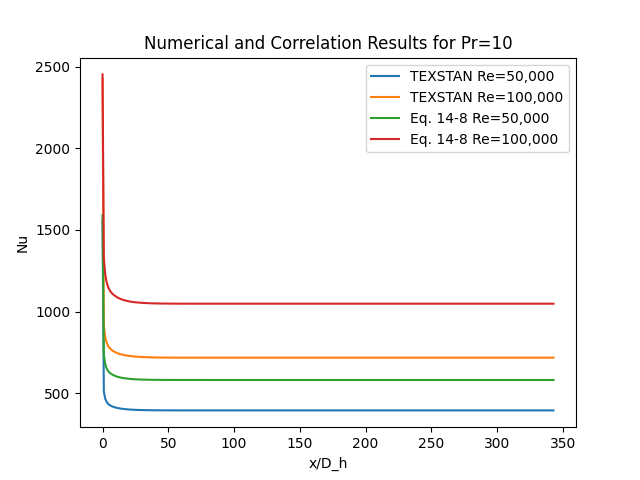 Numerical and Correlation Results for Pr=10
2500
2000
1500
1000
500
Nu
TEXSTAN Re=50,000
TEXSTAN Re=100,000
Eq. 14-8 Re=50,000
Eq. 14-8 Re=100,000
0 50 100 150 200 250 300 350
x/D_h